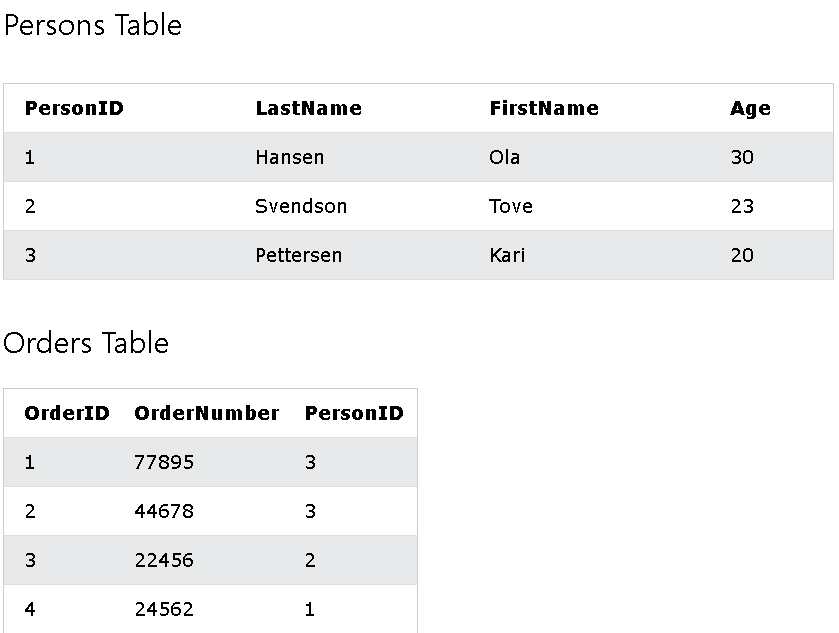 Persons Table
PersonID LastName FirstName Age
1 Hansen Ola 30
2 Svendson Tove 23
3 Pettersen Kari 20
Orders Table
OrderID OrderNumber PersonID
1 77895 3
2 44678 3
3 22456 2
4 24562 1